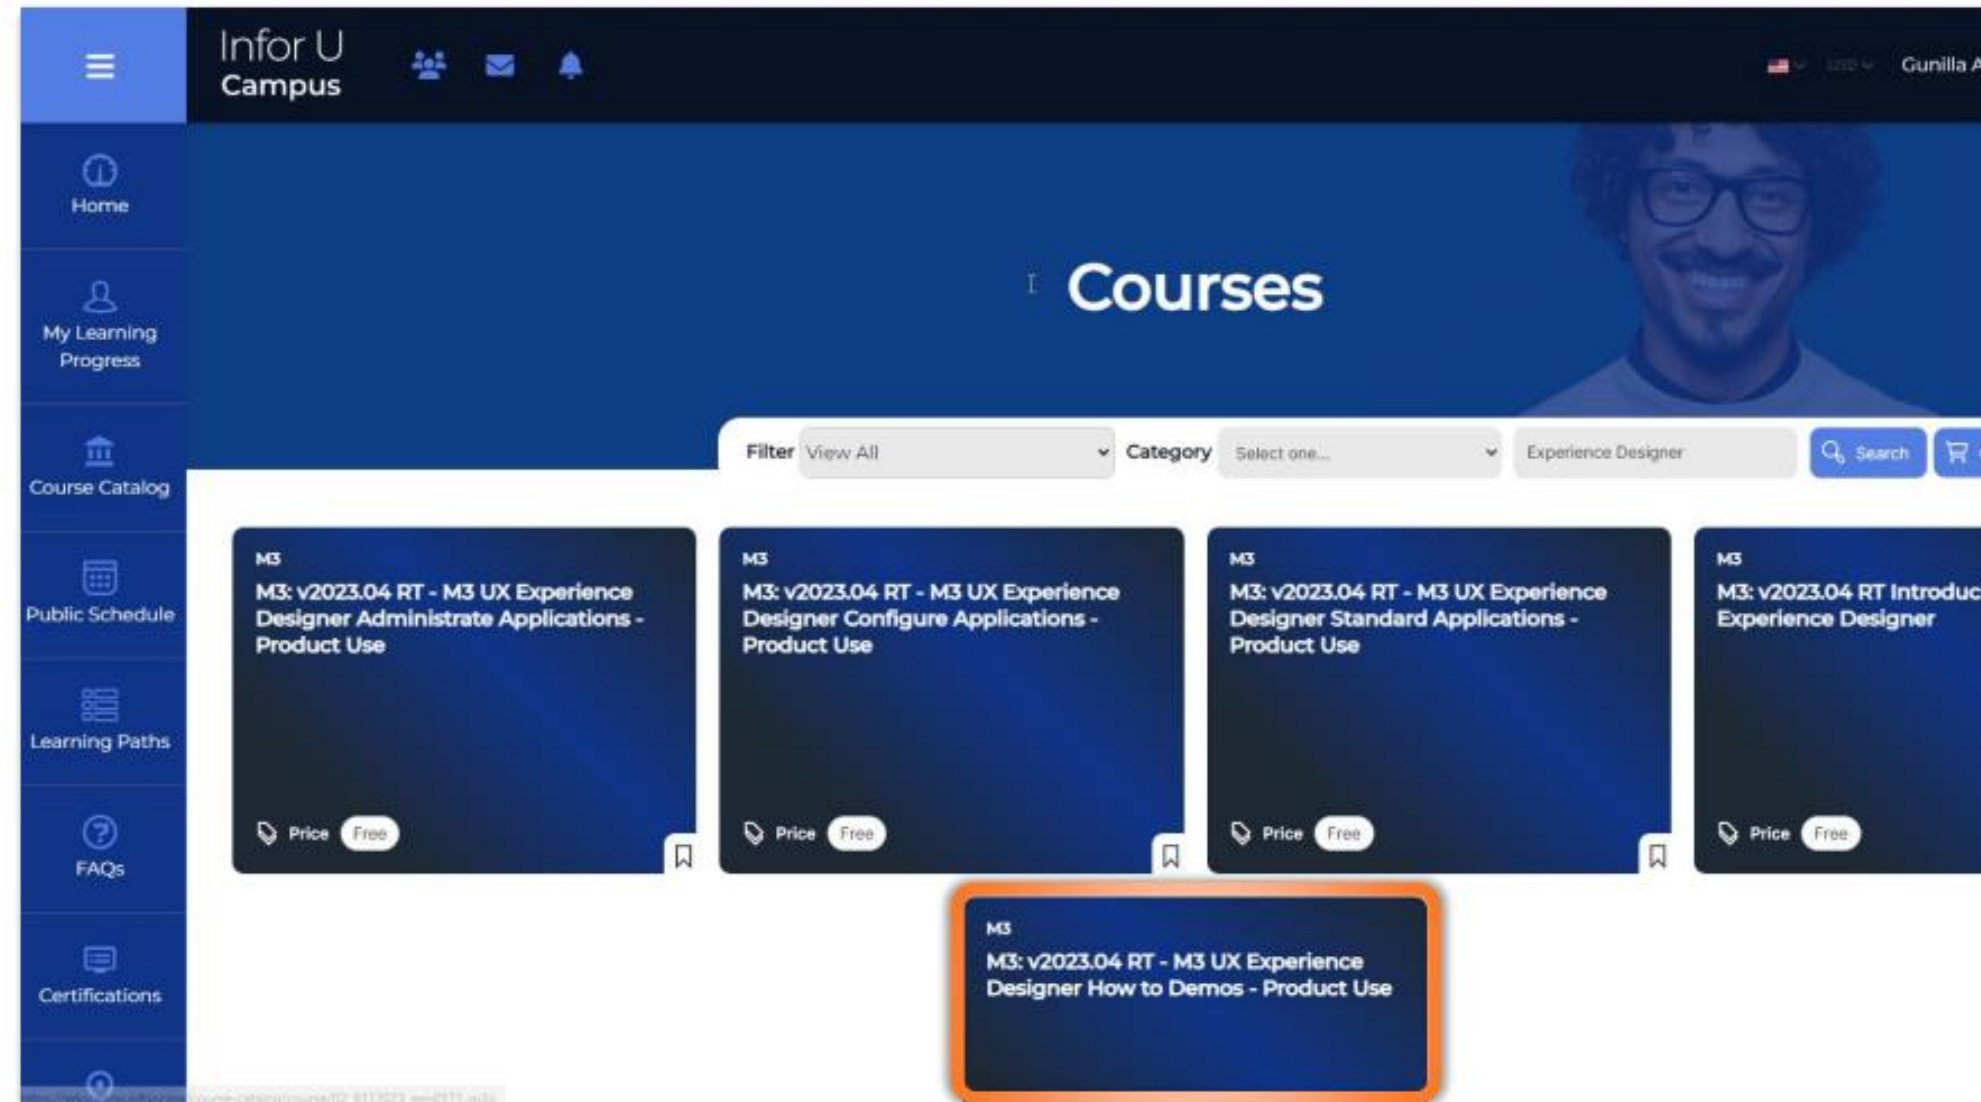 Infor U
Campus
USD
Gunilla A
Home
My Learning
Progress
Course Catalog
Public Schedule
Learning Paths
FAQs
Certifications
Courses
Filter View All Category Select one... Experience Designer Search
M3
M3: v2023.04 RT - M3 UX Experience
Designer Administrate Applications -
Product Use
Price Free
M3
M3: v2023.04 RT - M3 UX Experience
Designer Configure Applications -
Product Use
Price Free
M3
M3: v2023.04 RT - M3 UX Experience
Designer Standard Applications -
Product Use
Price Free
M3
M3: v2023.04 RT Introduc
Experience Designer
Price Free
M3
M3: v2023.04 RT - M3 UX Experience
Designer How to Demos - Product Use